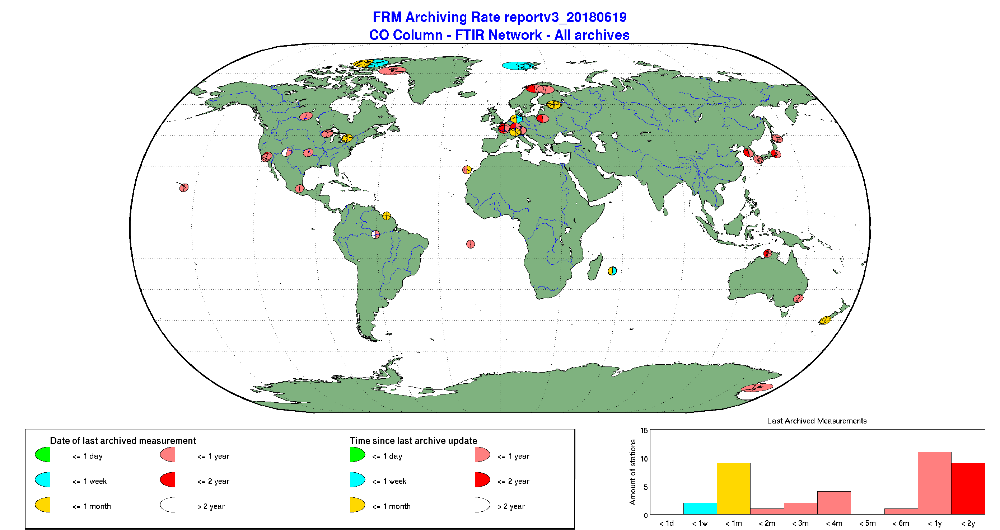 FRM Archiving Rate reportv3_20180619
CO Column - FTIR Network - All archives
Date of last archived measurement
<= 1 day
<= 1 year
<= 1 week
<= 2 year
<= 1 month
> 2 year
Time since last archive update
<= 1 day
<= 1 year
<= 1 week
<= 2 year
<= 1 month
> 2 year
Last Archived Measurements
Amount of stations
15
10
5
0
< 1d < 1w < 1m < 2m < 3m < 4m < 5m < 6m < 1y < 2y